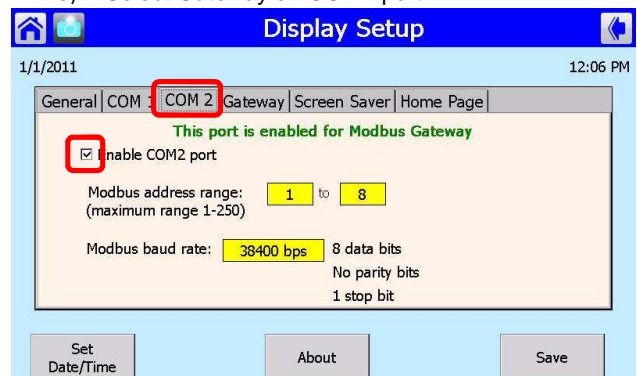 Display Setup
1/1/2011 12:06 PM
General COM COM 2 Gateway Screen Saver Home Page
This port is enabled for Modbus Gateway
Enable COM2 port
Modbus address range: 1 to 8
(maximum range 1-250)
Modbus baud rate: 38400 bps 8 data bits
No parity bits
1 stop bit
Set
Date/Time
About
Save